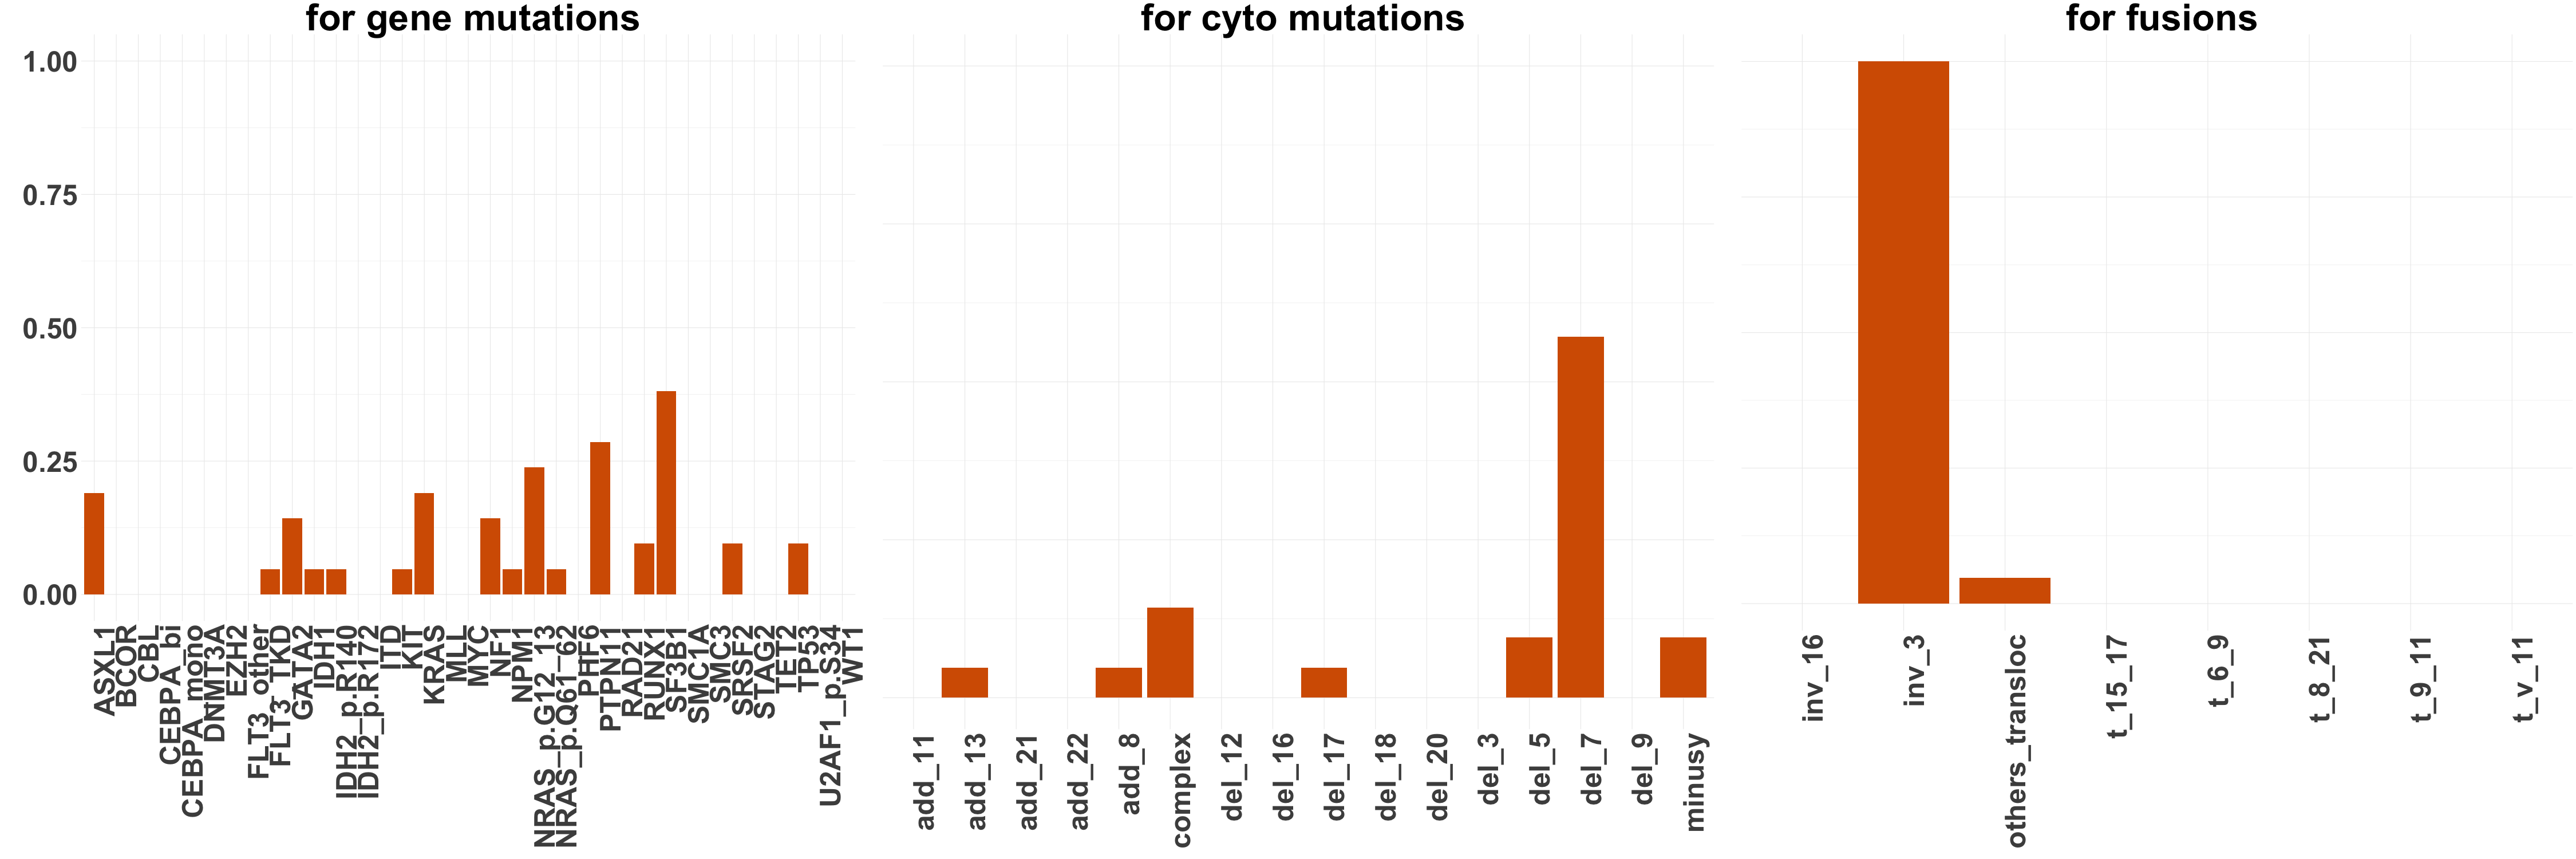 for gene mutations
for cyto mutations
for fusions
1.00
0.75
0.50
0.25
0.00
ASXL1
BCOR
CBL
CEBPA_bi
CEBPA_mono
DNMT3A
EZH2
FLT3_other
FLT3_TKD
GATA2
IDH1
IDH2_p.R140
IDH2_p.R172
ITD
KIT
KRAS
MLL
MYC
NF1
NPM1
NRAS_p.G12_13
NRAS_p.Q61_62
PHF6
PTPN11
RAD21
RUNX1
SF3B1
SMC1A
SMC3
SRSF2
STAG2
TET2
TP53
U2AF1_p.S34
WT1
add_11
add_13
add_21
add_22
add_8
complex
del_12
del_16
del_17
del_18
del_20
del_3
del_5
del_7
del_9
minusy
inv_16
inv_3
others_transloc
t_15_17
t_6_9
t_8_21
t_9_11
t_v_11